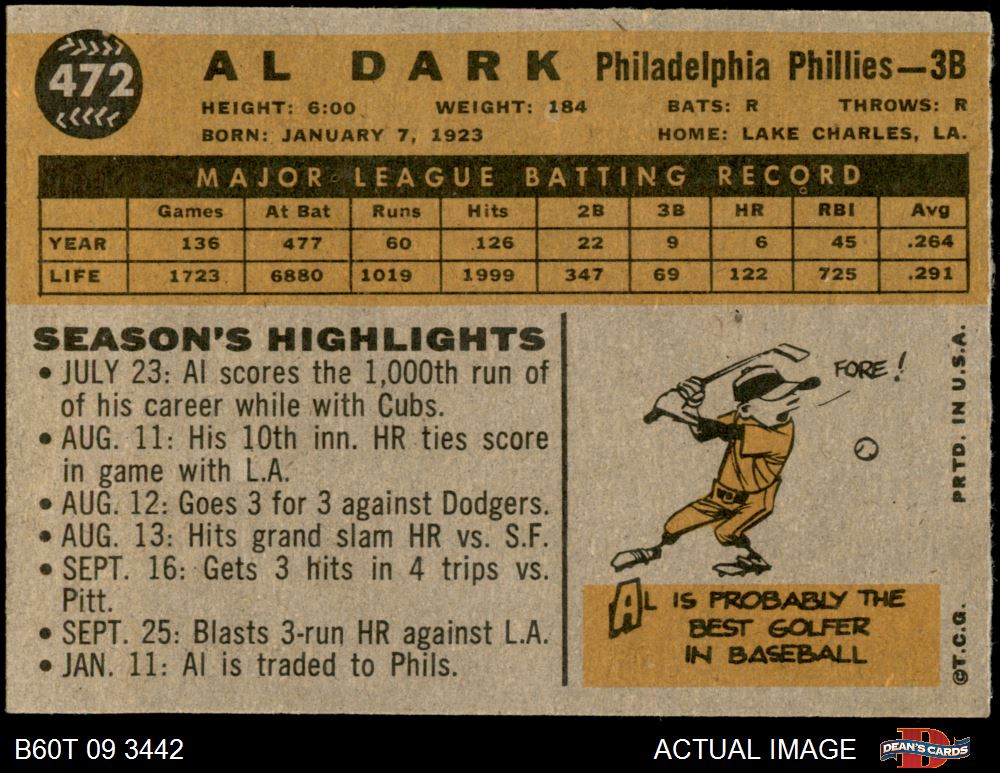 472
AL DARK Philadelphia Phillies—3B
HEIGHT: 6:00 WEIGHT: 184 BATS: R THROWS: R
BORN: JANUARY 7, 1923 HOME: LAKE CHARLES, LA.
MAJOR LEAGUE BATTING RECORD
Games At Bat Runs Hits 2B 3B HR RBI Avg
YEAR 136 477 60 126 22 9 6 45 .264
LIFE 1723 6880 1019 1999 347 69 122 725 .291
SEASON'S HIGHLIGHTS
• JULY 23: Al scores the 1,000th run of
of his career while with Cubs.
• AUG. 11: His 10th inn. HR ties score
in game with L.A.
• AUG. 12: Goes 3 for 3 against Dodgers.
• AUG. 13: Hits grand slam HR vs. S.F.
• SEPT. 16: Gets 3 hits in 4 trips vs.
Pitt.
• SEPT. 25: Blasts 3-run HR against L.A.
• JAN. 11: Al is traded to Phils.
FORE!
AL IS PROBABLY THE
BEST GOLFER
IN BASEBALL
©T.C.G. PRTD. IN U.S.A.
B60T 09 3442 ACTUAL IMAGE DEAN'S CARDS